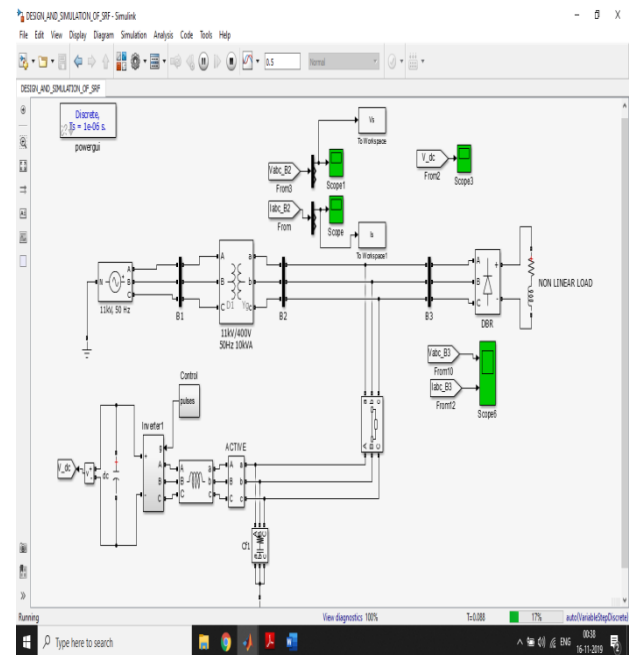 DESIGN_AND_SIMULATION_OF_SRF - Simulink
File Edit View Display Diagram Simulation Analysis Code Tools Help
0.5
Normal
DESIGN_AND_SIMULATION_OF_SRF
Discrete,
Ts = 1e-06 s.
powergui
Vs
To Workspace
Vabc_B2
From3
Scope1
V_dc
From2
Scope3
Iabc_B2
From
Scope
Is
To Workspace1
N
A
B
C
11kV, 50 Hz
A
B
C
B1
A
B
C
a
b
c
D1
Yg
11kV/400V
50Hz 10kVA
a
b
c
B2
A
B
C
B3
A
B
C
+
-
DBR
NON LINEAR LOAD
Vabc_B3
From10
Iabc_B3
From12
Scope6
Control
pulses
Inverter1
V_dc
v
+
-
dc
+
-
g
A
B
C
A
B
C
a
b
c
ACTIVE
A
B
C
a
b
c
A
B
C
a
b
c
Cf1
Running
View diagnostics 100%
T=0.088
17%
auto(VariableStepDiscrete)
Type here to search
ENG
00:38
16-11-2019